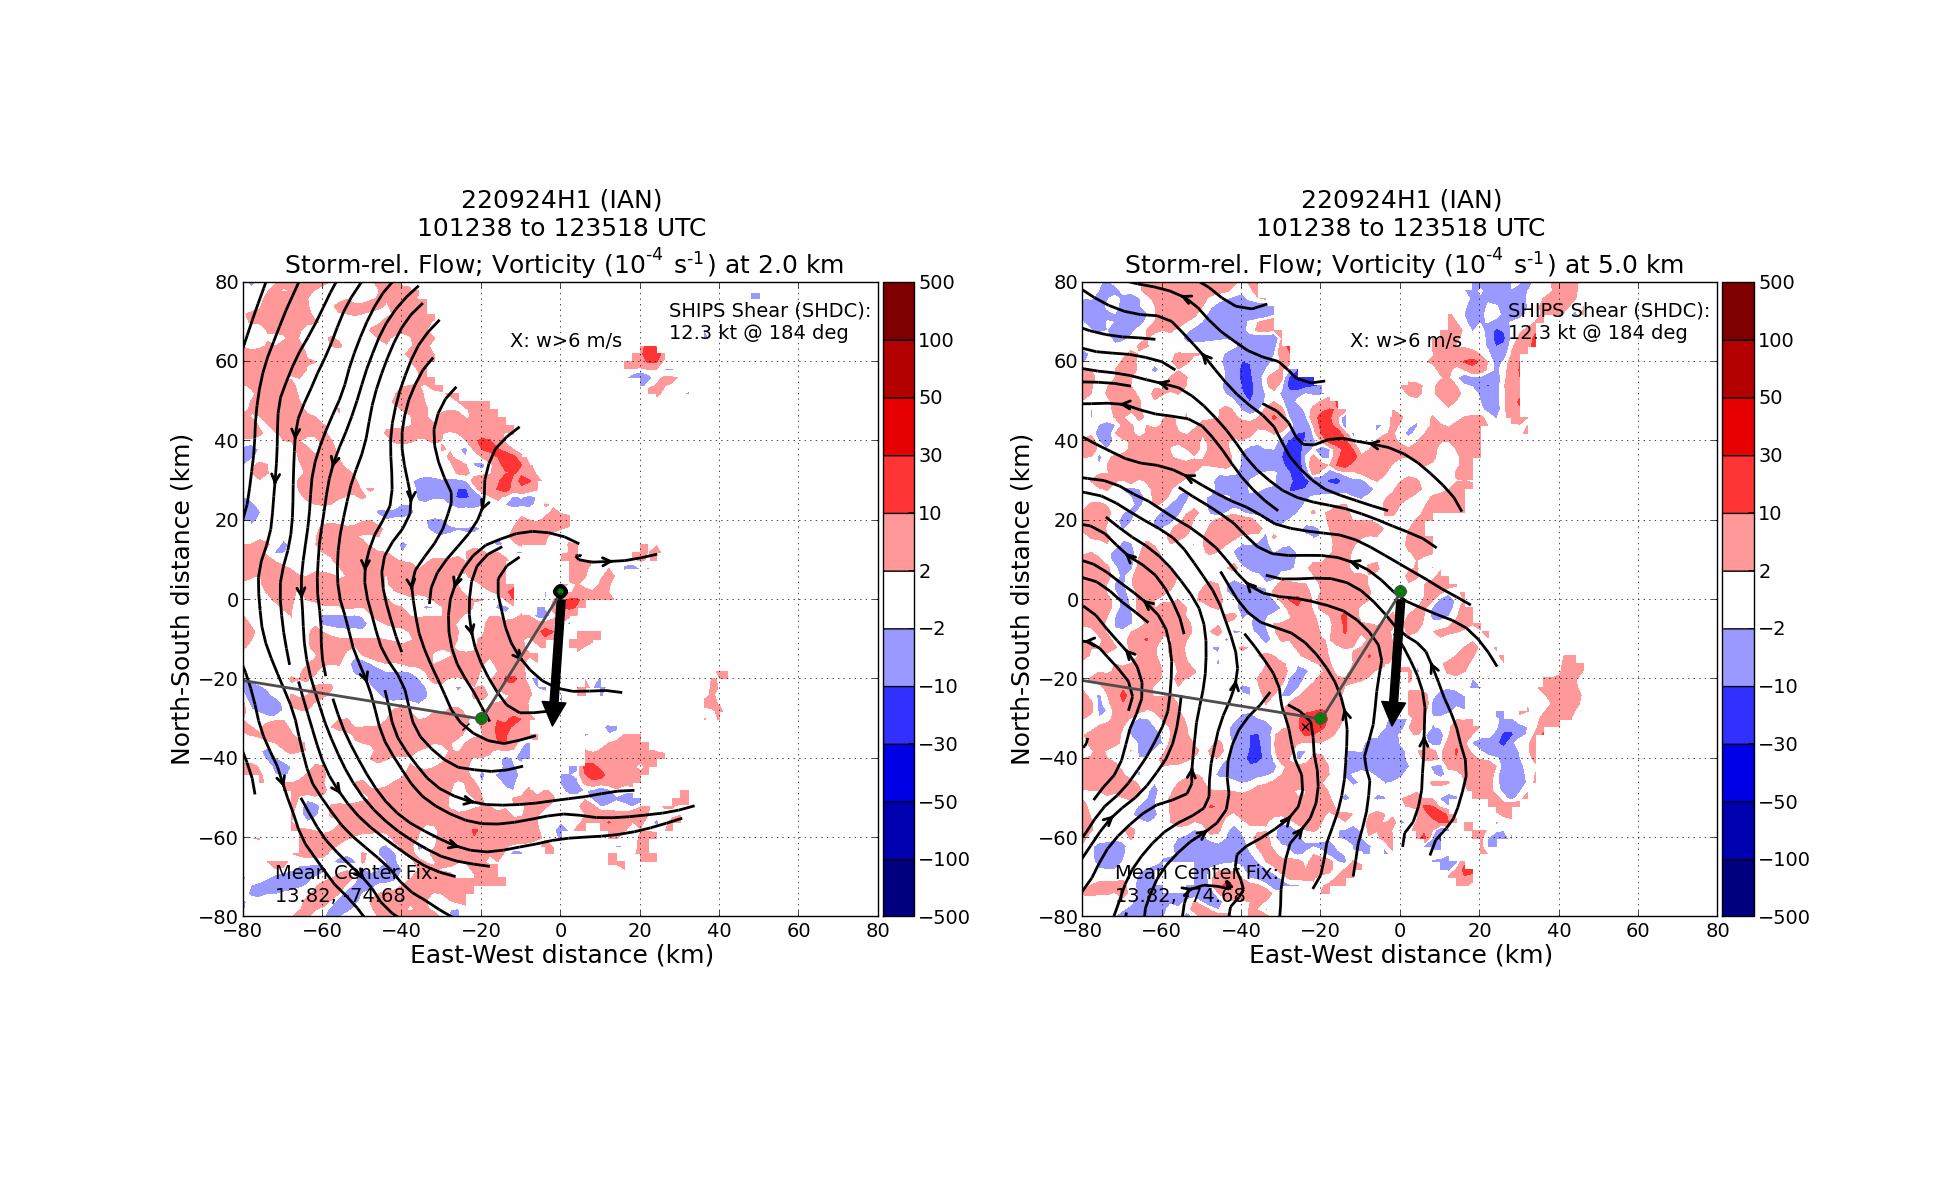 220924H1 (IAN)
101238 to 123518 UTC
Storm-rel. Flow; Vorticity (10⁻⁴ s⁻¹) at 2.0 km
80
60
40
20
0
−20
−40
−60
−80
North-South distance (km)
SHIPS Shear (SHDC):
12.3 kt @ 184 deg
X: w>6 m/s
Mean Center Fix:
13.82, -74.68
−80 −60 −40 −20 0 20 40 60 80
East-West distance (km)
500
100
50
30
10
2
−2
−10
−30
−50
−100
−500
220924H1 (IAN)
101238 to 123518 UTC
Storm-rel. Flow; Vorticity (10⁻⁴ s⁻¹) at 5.0 km
80
60
40
20
0
−20
−40
−60
−80
North-South distance (km)
SHIPS Shear (SHDC):
12.3 kt @ 184 deg
X: w>6 m/s
Mean Center Fix:
13.82, -74.68
−80 −60 −40 −20 0 20 40 60 80
East-West distance (km)
500
100
50
30
10
2
−2
−10
−30
−50
−100
−500